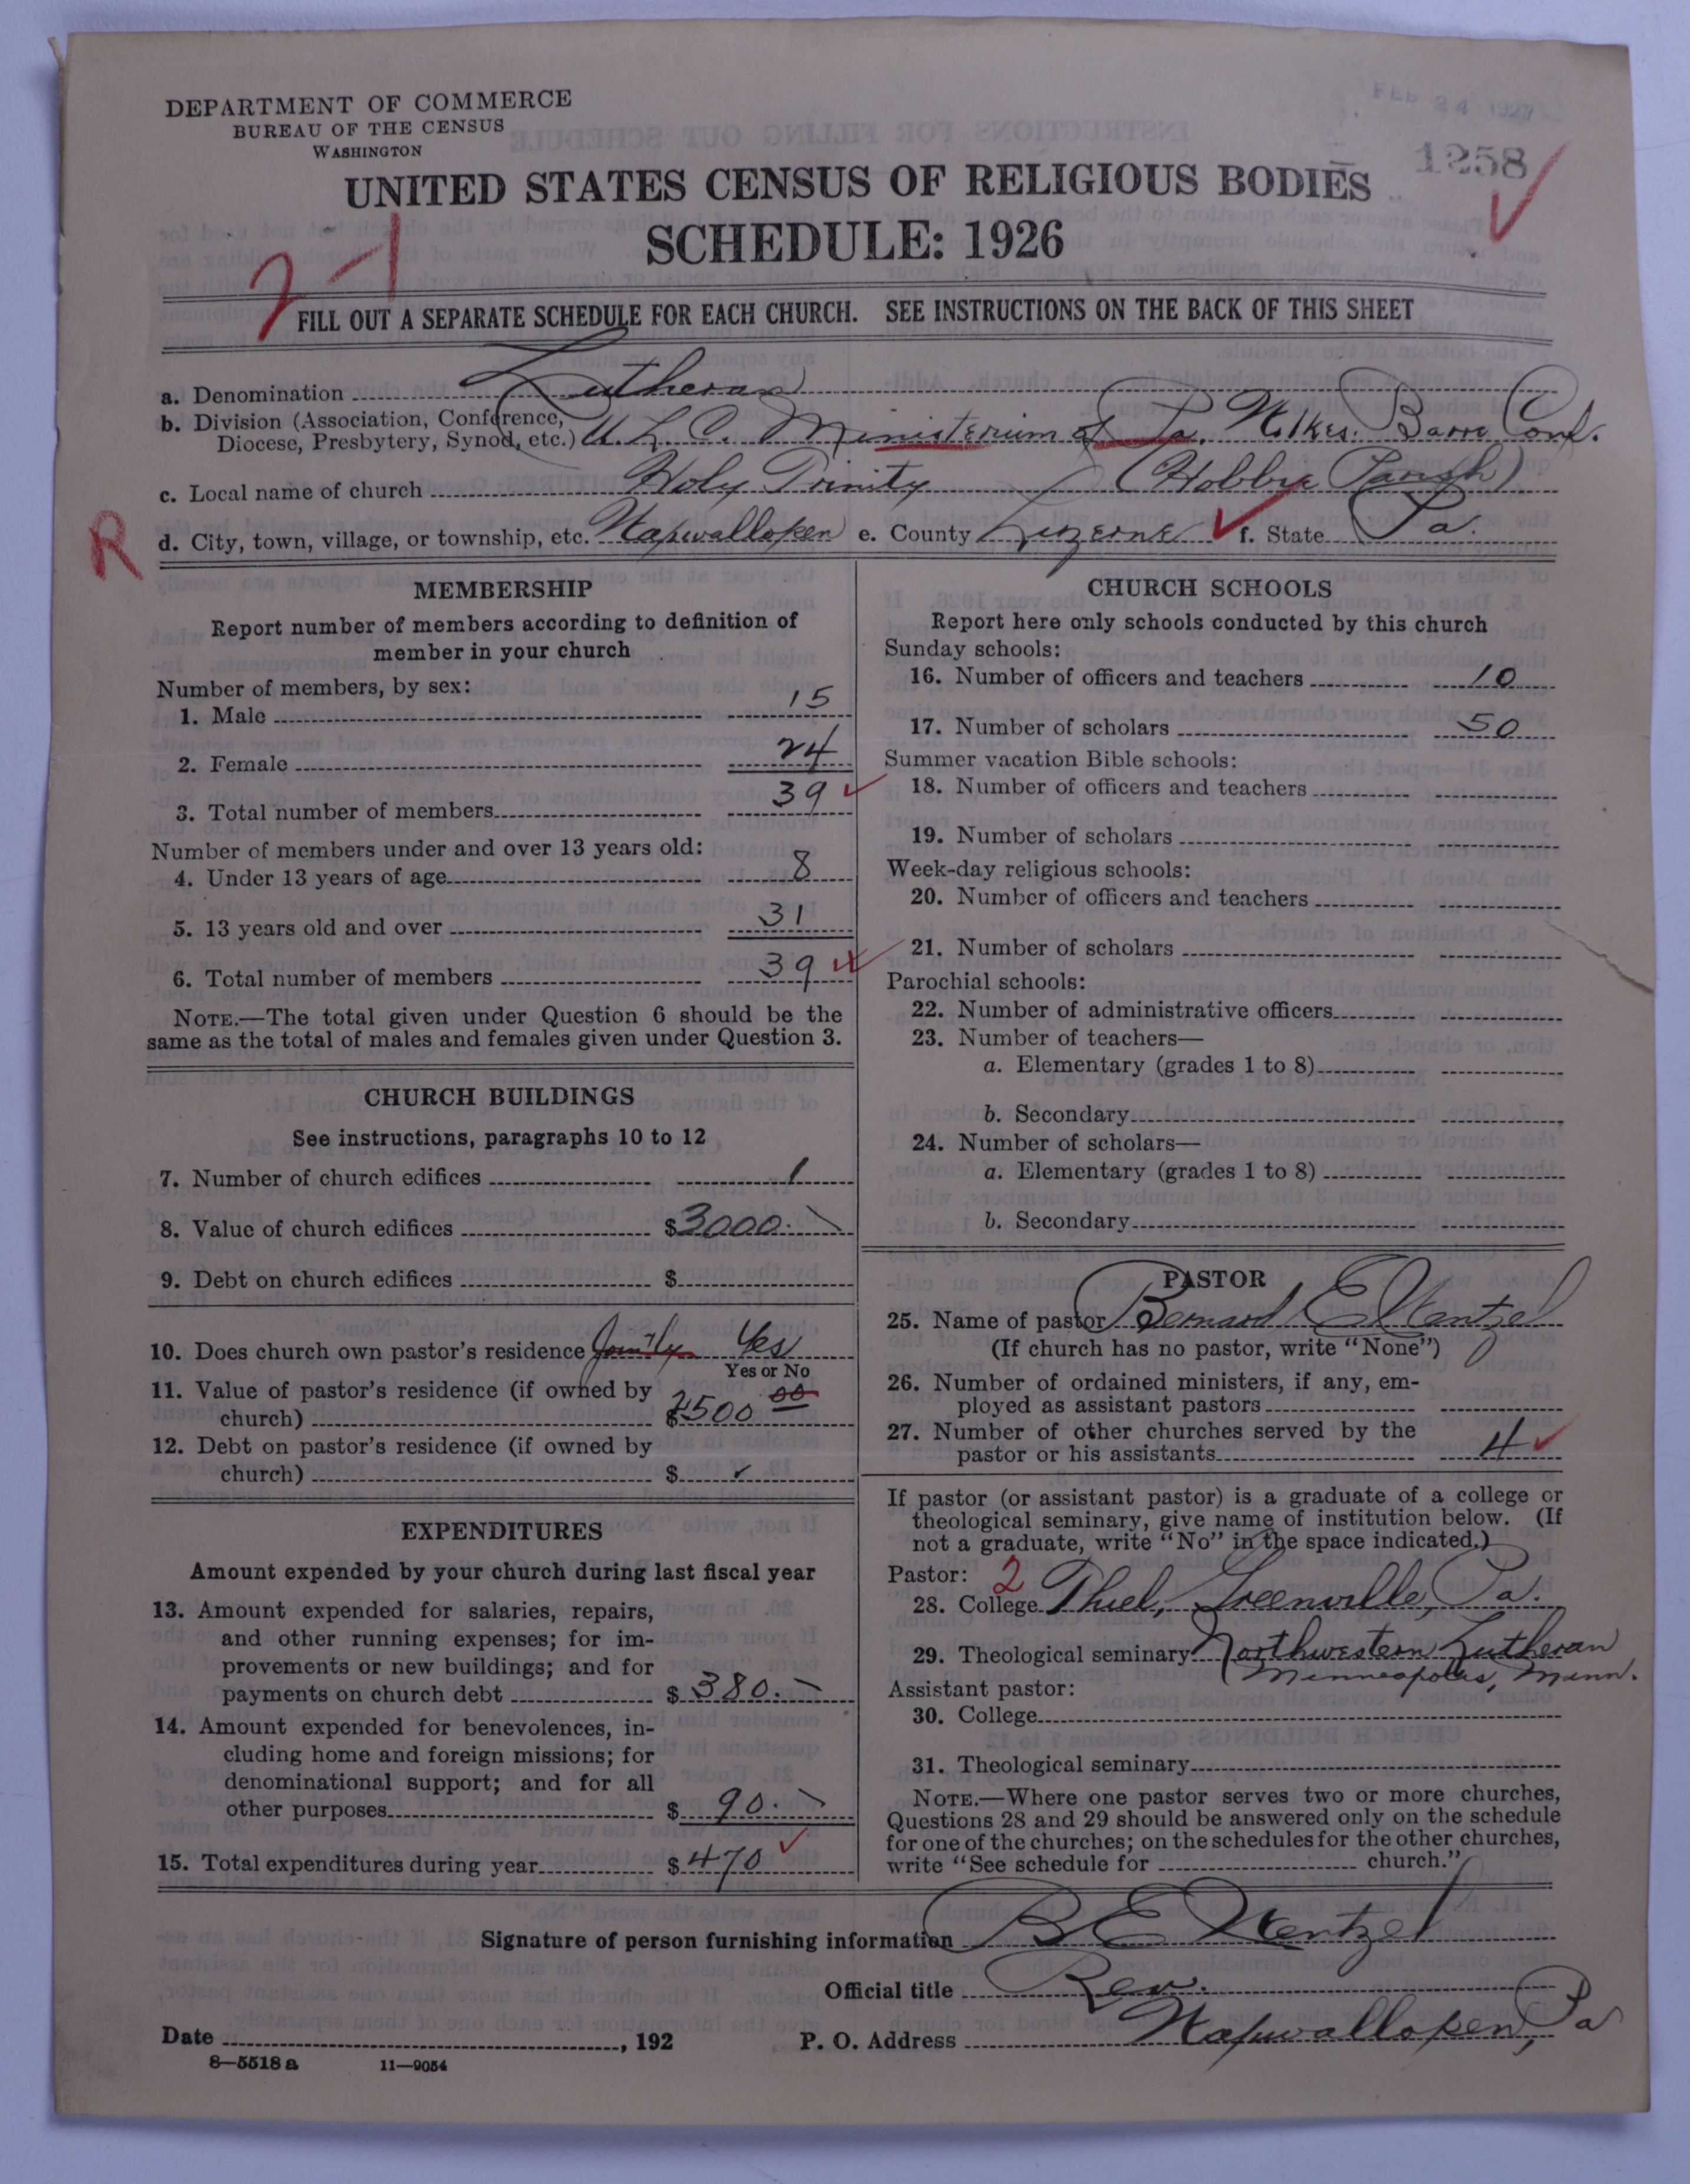 DEPARTMENT OF COMMERCE
BUREAU OF THE CENSUS
WASHINGTON
FEB 24 1927
1258
UNITED STATES CENSUS OF RELIGIOUS BODIES
SCHEDULE: 1926
2-1
FILL OUT A SEPARATE SCHEDULE FOR EACH CHURCH. SEE INSTRUCTIONS ON THE BACK OF THIS SHEET
a. Denomination Lutheran
b. Division (Association, Conference,
Diocese, Presbytery, Synod, etc.) U. L. C. Ministerium of Pa. Wilkes Barre Conf.
c. Local name of church Holy Trinity (Hobbie Parish)
R
d. City, town, village, or township, etc. Wapwallopen e. County Luzerne f. State Pa.
MEMBERSHIP
Report number of members according to definition of
member in your church
Number of members, by sex:
1. Male 15
2. Female 24
3. Total number of members 39
Number of members under and over 13 years old:
4. Under 13 years of age 8
5. 13 years old and over 31
6. Total number of members 39
NOTE.—The total given under Question 6 should be the
same as the total of males and females given under Question 3.
CHURCH BUILDINGS
See instructions, paragraphs 10 to 12
7. Number of church edifices 1
8. Value of church edifices $3000.
9. Debt on church edifices $
10. Does church own pastor's residence Jointly Yes
Yes or No
11. Value of pastor's residence (if owned by
church) $2500 00
12. Debt on pastor's residence (if owned by
church) $
EXPENDITURES
Amount expended by your church during last fiscal year
13. Amount expended for salaries, repairs,
and other running expenses; for im-
provements or new buildings; and for
payments on church debt $ 380.
14. Amount expended for benevolences, in-
cluding home and foreign missions; for
denominational support; and for all
other purposes $ 90.
15. Total expenditures during year $ 470
CHURCH SCHOOLS
Report here only schools conducted by this church
Sunday schools:
16. Number of officers and teachers 10
17. Number of scholars 50
Summer vacation Bible schools:
18. Number of officers and teachers
19. Number of scholars
Week-day religious schools:
20. Number of officers and teachers
21. Number of scholars
Parochial schools:
22. Number of administrative officers
23. Number of teachers—
a. Elementary (grades 1 to 8)
b. Secondary
24. Number of scholars—
a. Elementary (grades 1 to 8)
b. Secondary
PASTOR
25. Name of pastor Bernard E Wentzel
(If church has no pastor, write "None")
26. Number of ordained ministers, if any, em-
ployed as assistant pastors
27. Number of other churches served by the
pastor or his assistants 4
If pastor (or assistant pastor) is a graduate of a college or
theological seminary, give name of institution below. (If
not a graduate, write "No" in the space indicated.)
Pastor: 2
28. College Thiel, Greenville, Pa.
29. Theological seminary Northwestern Lutheran
Minneapolis, Minn.
Assistant pastor:
30. College
31. Theological seminary
NOTE.—Where one pastor serves two or more churches,
Questions 28 and 29 should be answered only on the schedule
for one of the churches; on the schedules for the other churches,
write "See schedule for church."
Signature of person furnishing information B E Wentzel
Official title Rev.
Date , 192 P. O. Address Wapwallopen, Pa
8—5518 a 11—9054